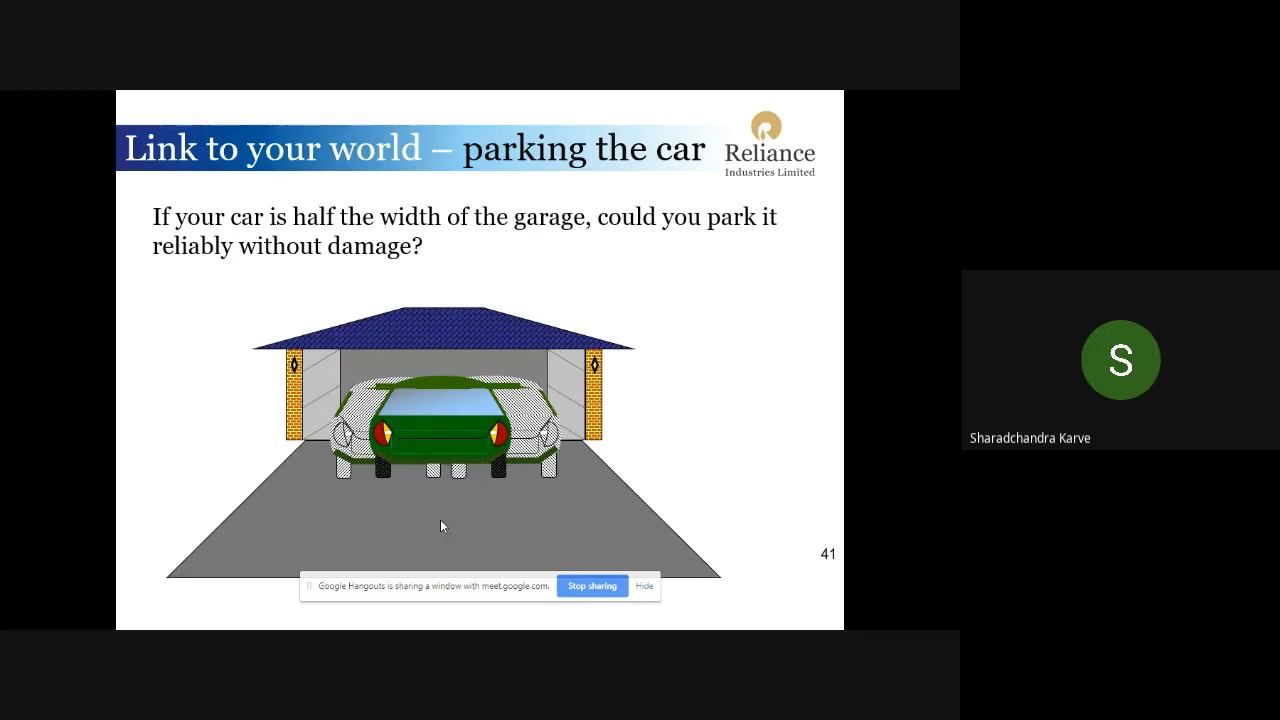 Link to your world – parking the car
Reliance
Industries Limited
If your car is half the width of the garage, could you park it
reliably without damage?
S
Sharadchandra Karve
41
Google Hangouts is sharing a window with meet.google.com.
Stop sharing
Hide